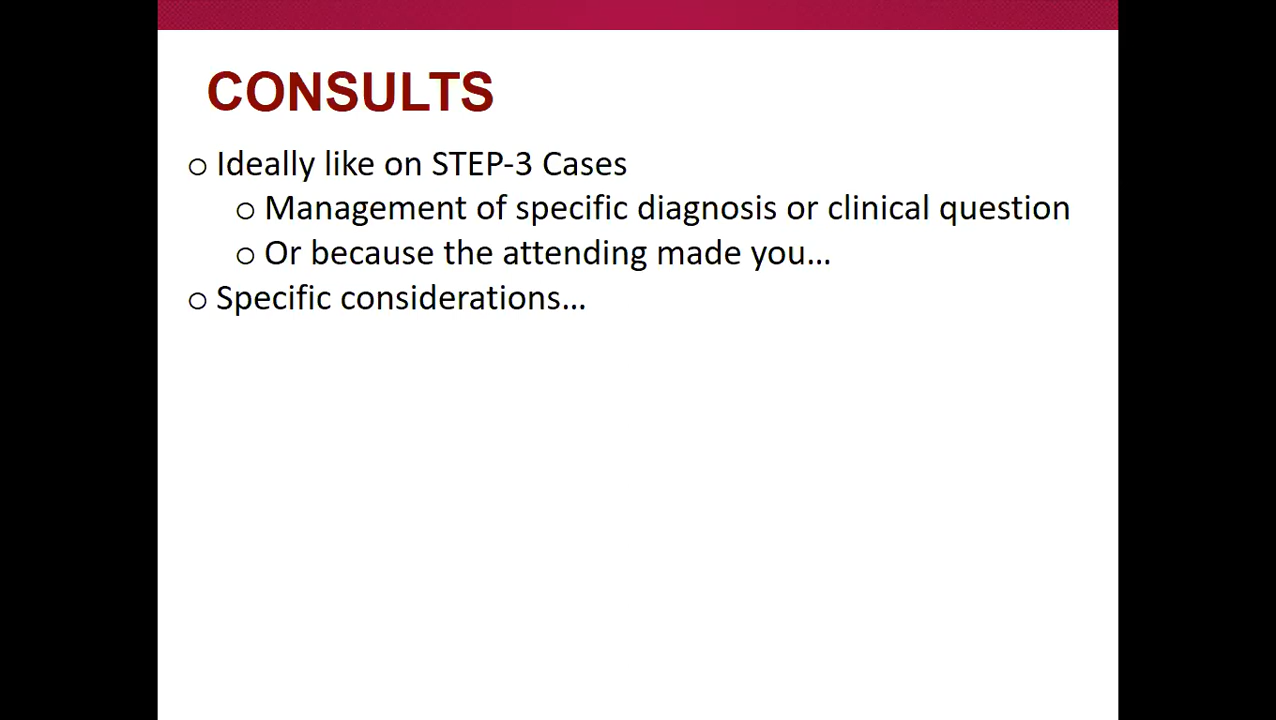 CONSULTS
o Ideally like on STEP-3 Cases
o Management of specific diagnosis or clinical question
o Or because the attending made you…
o Specific considerations…